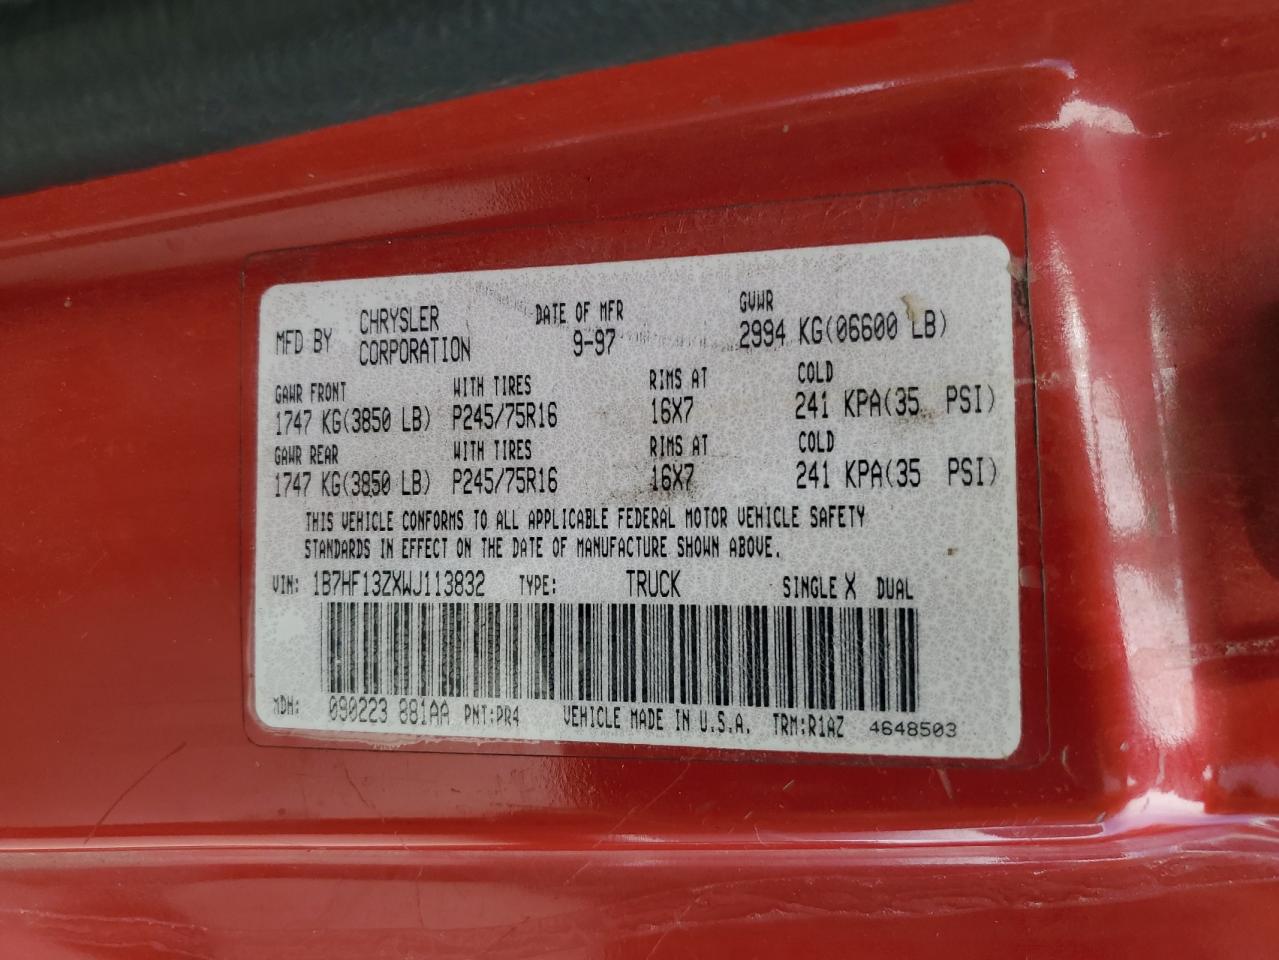 MFD BY CHRYSLER CORPORATION DATE OF MFR 9-97 GVWR 2994 KG(06600 LB)
GAWR FRONT WITH TIRES RIMS AT COLD
1747 KG(3850 LB) P245/75R16 16X7 241 KPA(35 PSI)
GAWR REAR WITH TIRES RIMS AT COLD
1747 KG(3850 LB) P245/75R16 16X7 241 KPA(35 PSI)
THIS VEHICLE CONFORMS TO ALL APPLICABLE FEDERAL MOTOR VEHICLE SAFETY
STANDARDS IN EFFECT ON THE DATE OF MANUFACTURE SHOWN ABOVE.
VIN: 1B7HF13ZXWJ113832 TYPE: TRUCK SINGLE X DUAL
MDH: 090223 881AA PNT:PR4 VEHICLE MADE IN U.S.A. TRM:R1AZ 4648503